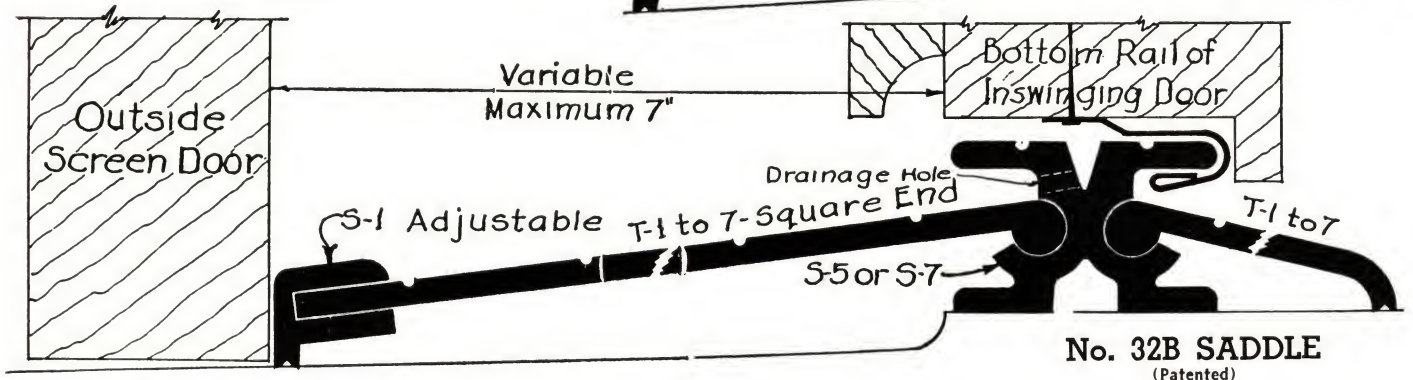 Outside
Screen Door
Variable
Maximum 7"
Bottom Rail of
Inswinging Door
Drainage Hole
S-1 Adjustable
T-1 to 7-Square End
T-1 to 7
S-5 or S-7
No. 32B SADDLE
(Patented)